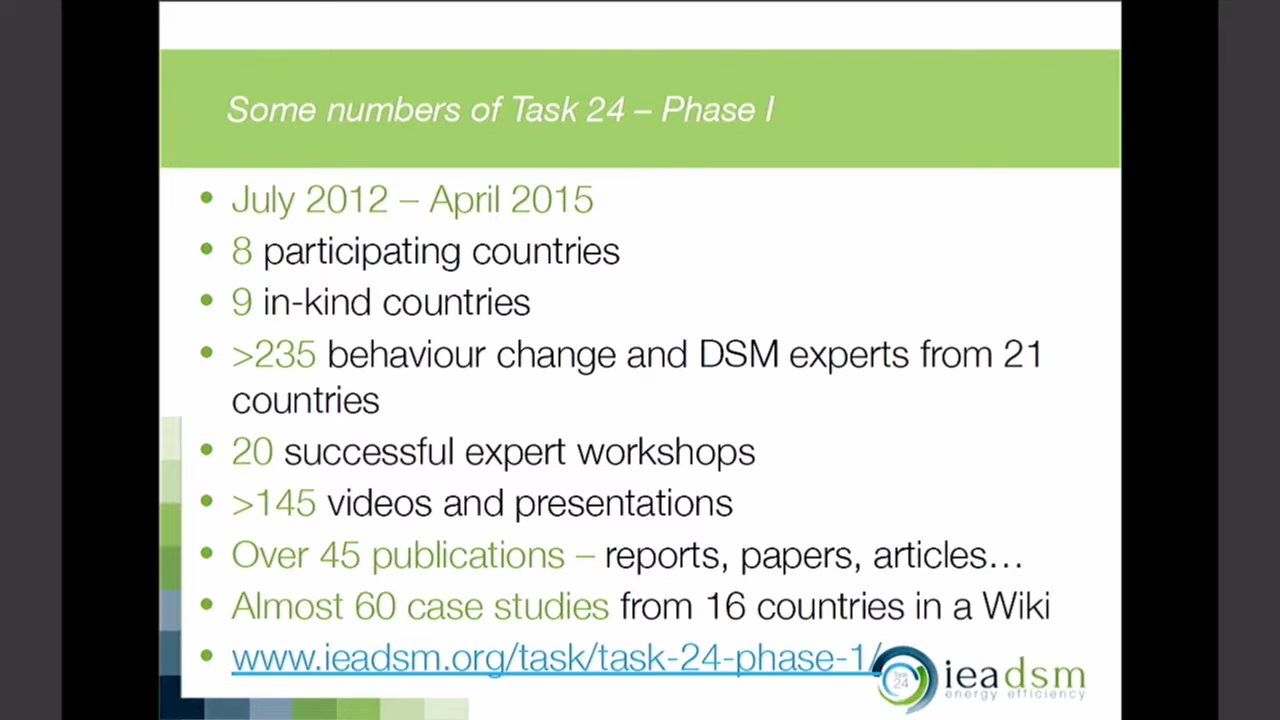 Some numbers of Task 24 – Phase I
• July 2012 – April 2015
• 8 participating countries
• 9 in-kind countries
• >235 behaviour change and DSM experts from 21
countries
• 20 successful expert workshops
• >145 videos and presentations
• Over 45 publications – reports, papers, articles…
• Almost 60 case studies from 16 countries in a Wiki
• www.ieadsm.org/task/task-24-phase-1/
Task
24
ieadsm
energy efficiency